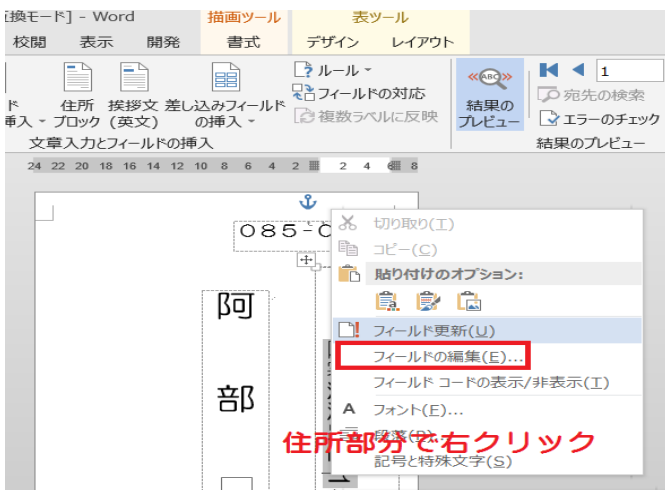 互換モード] - Word
描画ツール
表ツール
校閲 表示 開発 書式 デザイン レイアウト
住所
ブロック
挨拶文
(英文)
差し込みフィールド
の挿入
ルール
フィールドの対応
複数ラベルに反映
文章入力とフィールドの挿入
«ABC»
結果の
プレビュー
1
宛先の検索
エラーのチェック
結果のプレビュー
24 22 20 18 16 14 12 10 8 6 4 2 2 4 6 8
085-0
阿
部
切り取り(T)
コピー(C)
貼り付けのオプション:
フィールド更新(U)
フィールドの編集(E)...
フィールド コードの表示/非表示(T)
フォント(F)...
段落(P)...
記号と特殊文字(S)
住所部分で右クリック